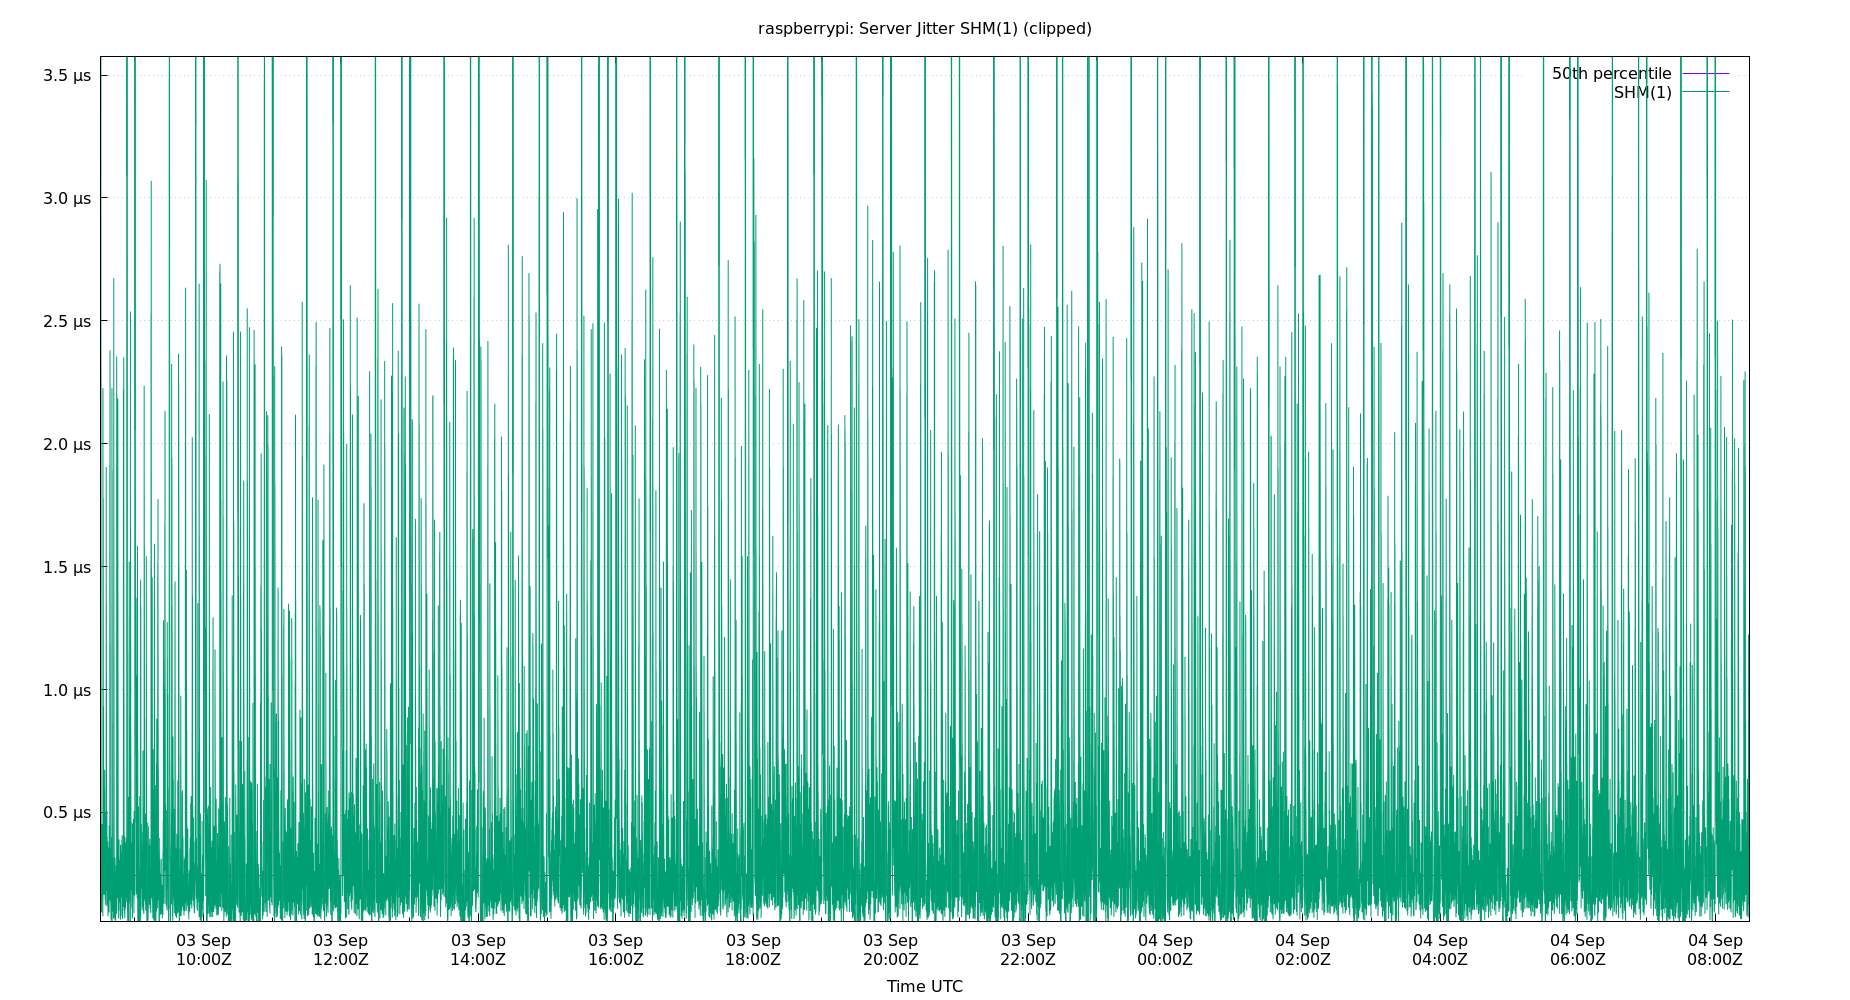 raspberrypi: Server Jitter SHM(1) (clipped)
3.5 µs
3.0 µs
2.5 µs
2.0 µs
1.5 µs
1.0 µs
0.5 µs
50th percentile
SHM(1)
03 Sep
10:00Z
03 Sep
12:00Z
03 Sep
14:00Z
03 Sep
16:00Z
03 Sep
18:00Z
03 Sep
20:00Z
03 Sep
22:00Z
04 Sep
00:00Z
04 Sep
02:00Z
04 Sep
04:00Z
04 Sep
06:00Z
04 Sep
08:00Z
Time UTC